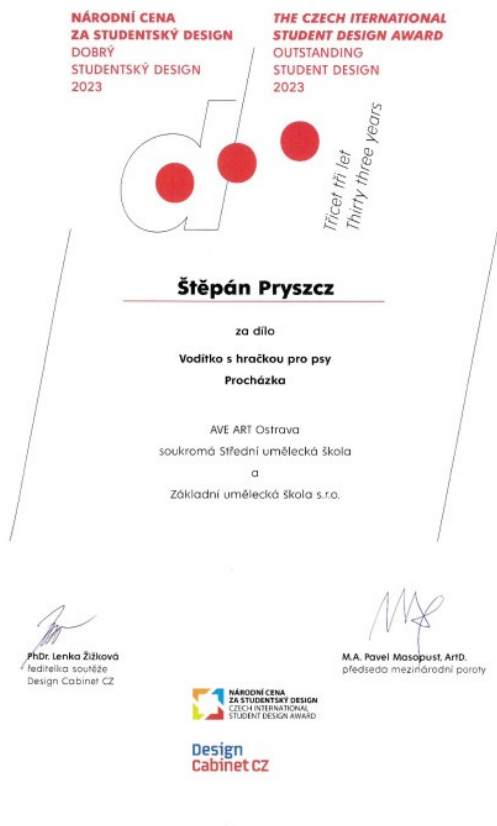 NÁRODNÍ CENA
ZA STUDENTSKÝ DESIGN
DOBRÝ
STUDENTSKÝ DESIGN
2023
THE CZECH ITERNATIONAL
STUDENT DESIGN AWARD
OUTSTANDING
STUDENT DESIGN
2023
d
Třicet tři let
Thirty three years
Štěpán Pryszcz
za dílo
Vodítko s hračkou pro psy
Procházka
AVE ART Ostrava
soukromá Střední umělecká škola
a
Základní umělecká škola s.r.o.
PhDr. Lenka Žižková
ředitelka soutěže
Design Cabinet CZ
M.A. Pavel Masopust, ArtD.
předseda mezinárodní poroty
NÁRODNÍ CENA
ZA STUDENTSKÝ DESIGN
CZECH INTERNATIONAL
STUDENT DESIGN AWARD
Design
Cabinet CZ